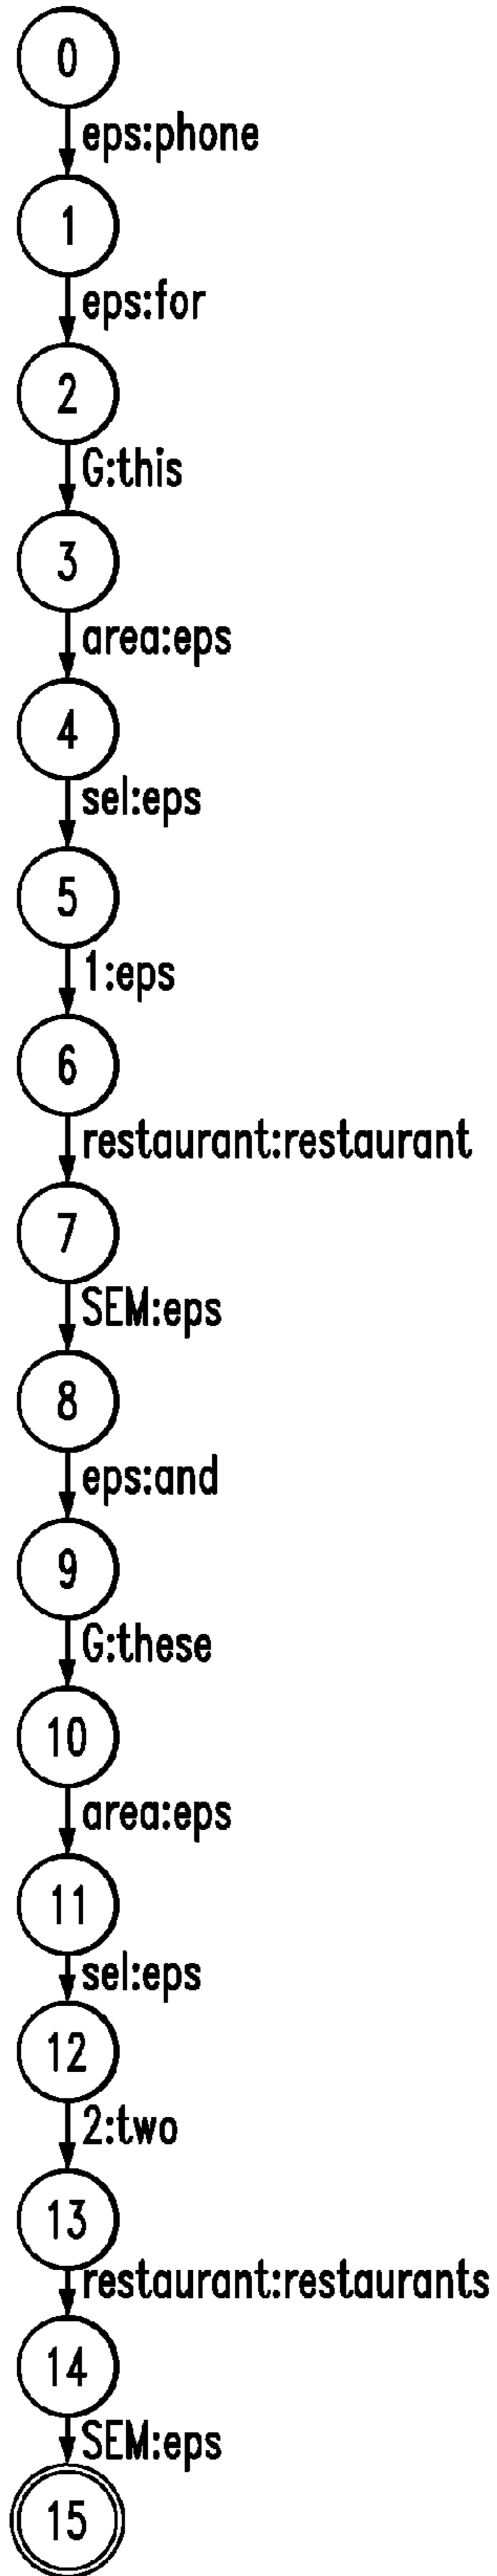 0
eps:phone
1
eps:for
2
G:this
3
area:eps
4
sel:eps
5
1:eps
6
restaurant:restaurant
7
SEM:eps
8
eps:and
9
G:these
10
area:eps
11
sel:eps
12
2:two
13
restaurant:restaurants
14
SEM:eps
15